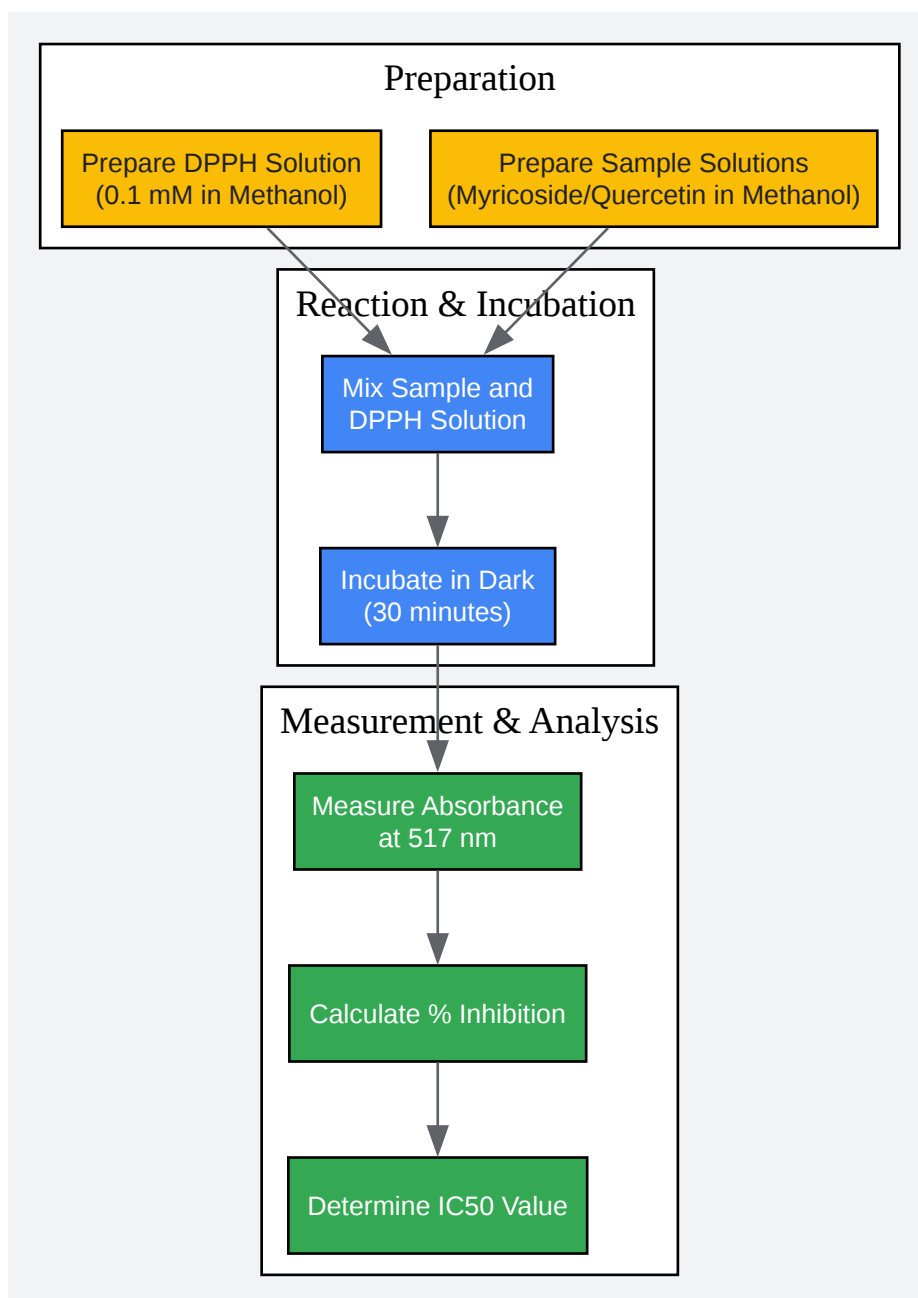 Preparation
Prepare DPPH Solution
(0.1 mM in Methanol)
Prepare Sample Solutions
(Myricoside/Quercetin in Methanol)
Reaction & Incubation
Mix Sample and
DPPH Solution
Incubate in Dark
(30 minutes)
Measurement & Analysis
Measure Absorbance
at 517 nm
Calculate % Inhibition
Determine IC50 Value